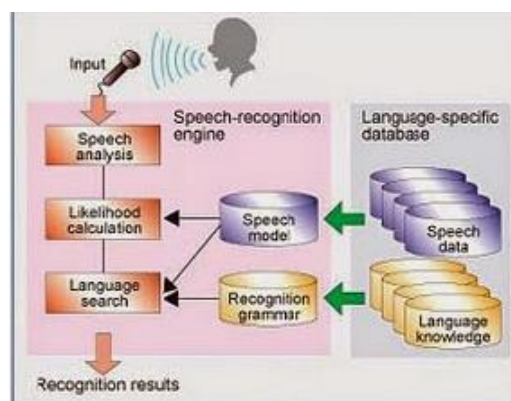 Input
Speech-recognition
engine
Language-specific
database
Speech
analysis
Likelihood
calculation
Speech
model
Speech
data
Language
search
Recognition
grammar
Language
knowledge
Recognition results